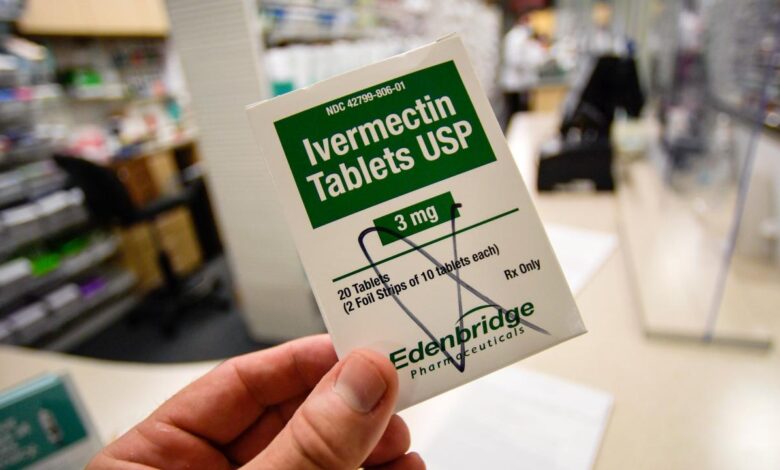 NDC 42799-806-01
Ivermectin
Tablets USP
3 mg
20 Tablets
(2 Foil Strips of 10 tablets each)
Rx Only
Edenbridge
Pharmaceuticals